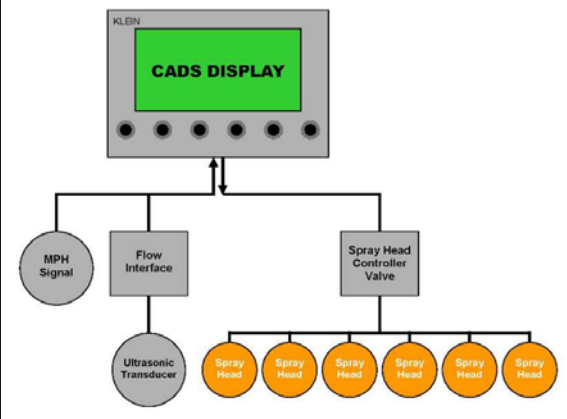 KLEIN
CADS DISPLAY
MPH
Signal
Flow
Interface
Spray Head
Controller
Valve
Ultrasonic
Transducer
Spray
Head
Spray
Head
Spray
Head
Spray
Head
Spray
Head
Spray
Head